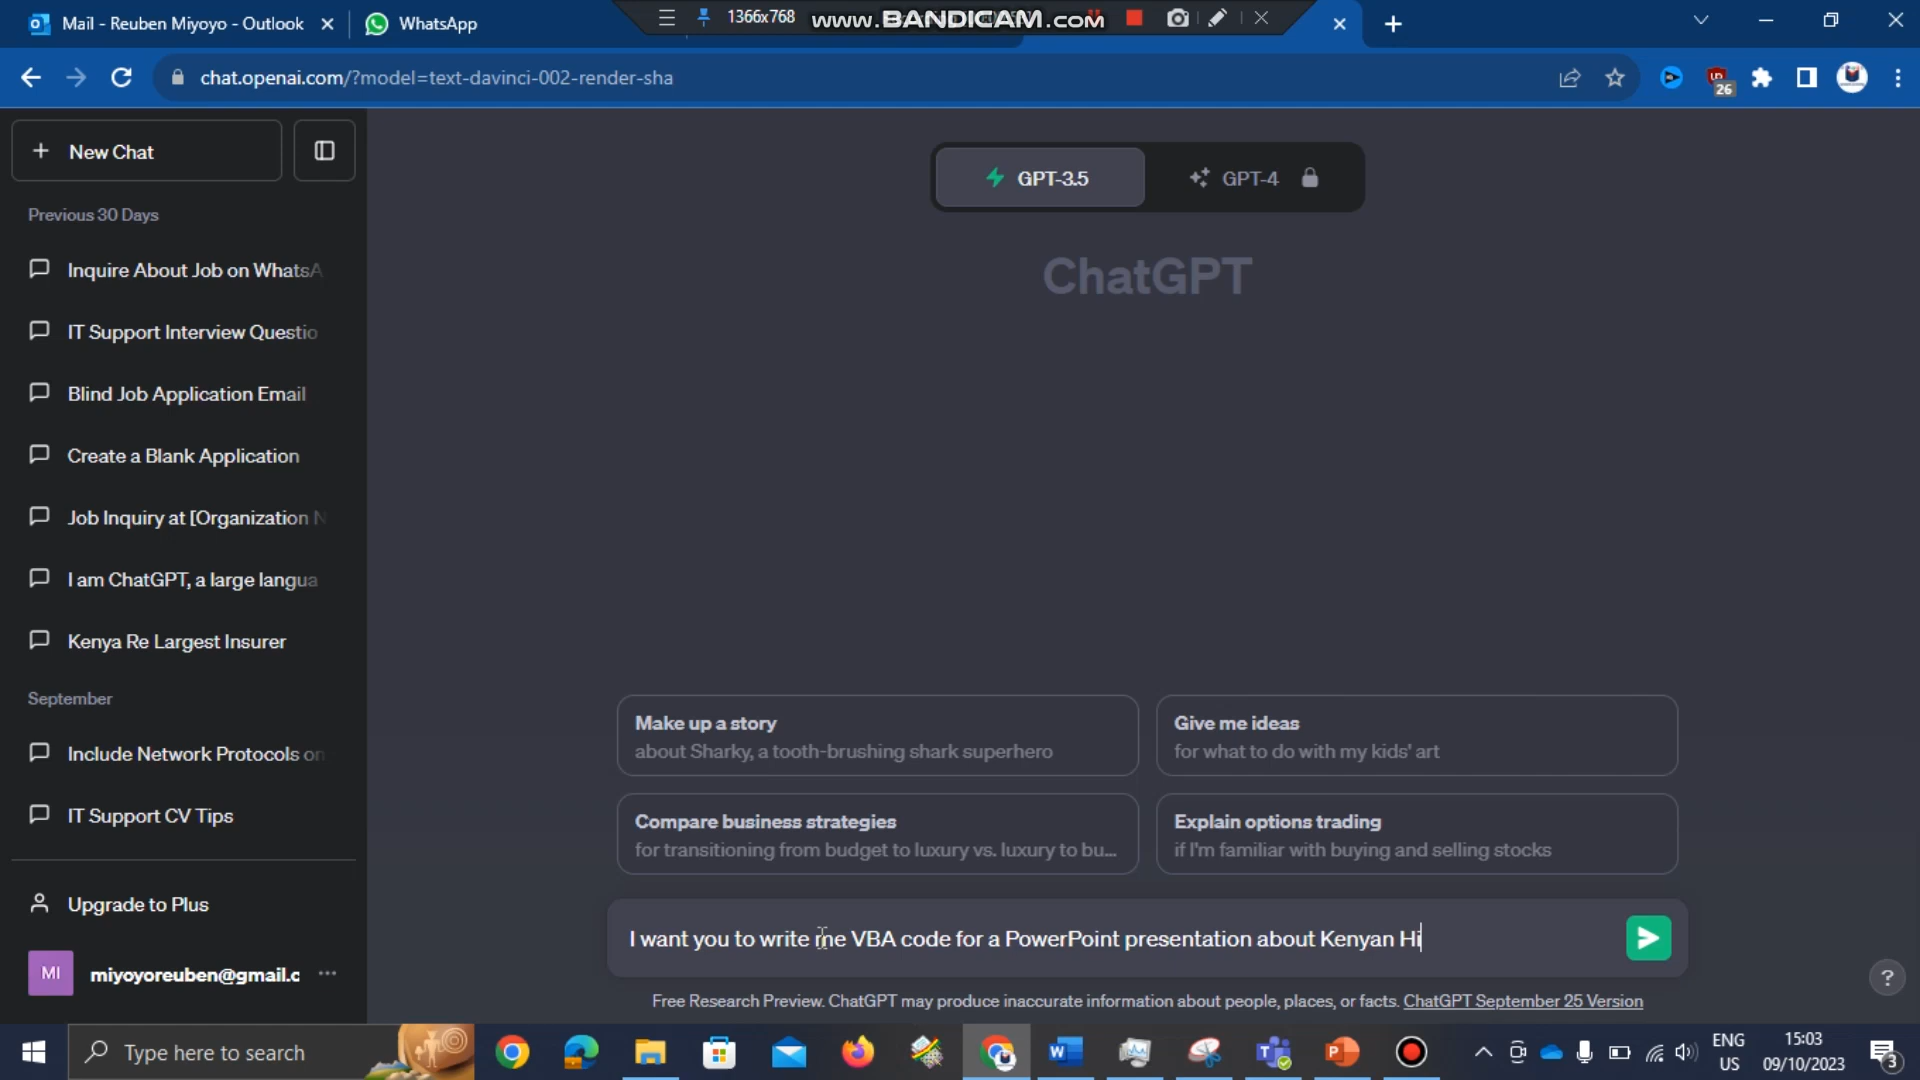 Mail - Reuben Miyoyo - Outlook
WhatsApp
1366x768
www.BANDICAM.com
chat.openai.com/?model=text-davinci-002-render-sha
26
New Chat
Previous 30 Days
Inquire About Job on WhatsA
IT Support Interview Questio
Blind Job Application Email
Create a Blank Application
Job Inquiry at [Organization N
I am ChatGPT, a large langua
Kenya Re Largest Insurer
September
Include Network Protocols on
IT Support CV Tips
Upgrade to Plus
MI
miyoyoreuben@gmail.c
GPT-3.5
GPT-4
ChatGPT
Make up a story
about Sharky, a tooth-brushing shark superhero
Give me ideas
for what to do with my kids' art
Compare business strategies
for transitioning from budget to luxury vs. luxury to bu...
Explain options trading
if I'm familiar with buying and selling stocks
I want you to write me VBA code for a PowerPoint presentation about Kenyan Hi
Free Research Preview. ChatGPT may produce inaccurate information about people, places, or facts. ChatGPT September 25 Version
?
Type here to search
ENG
US
15:03
09/10/2023
3